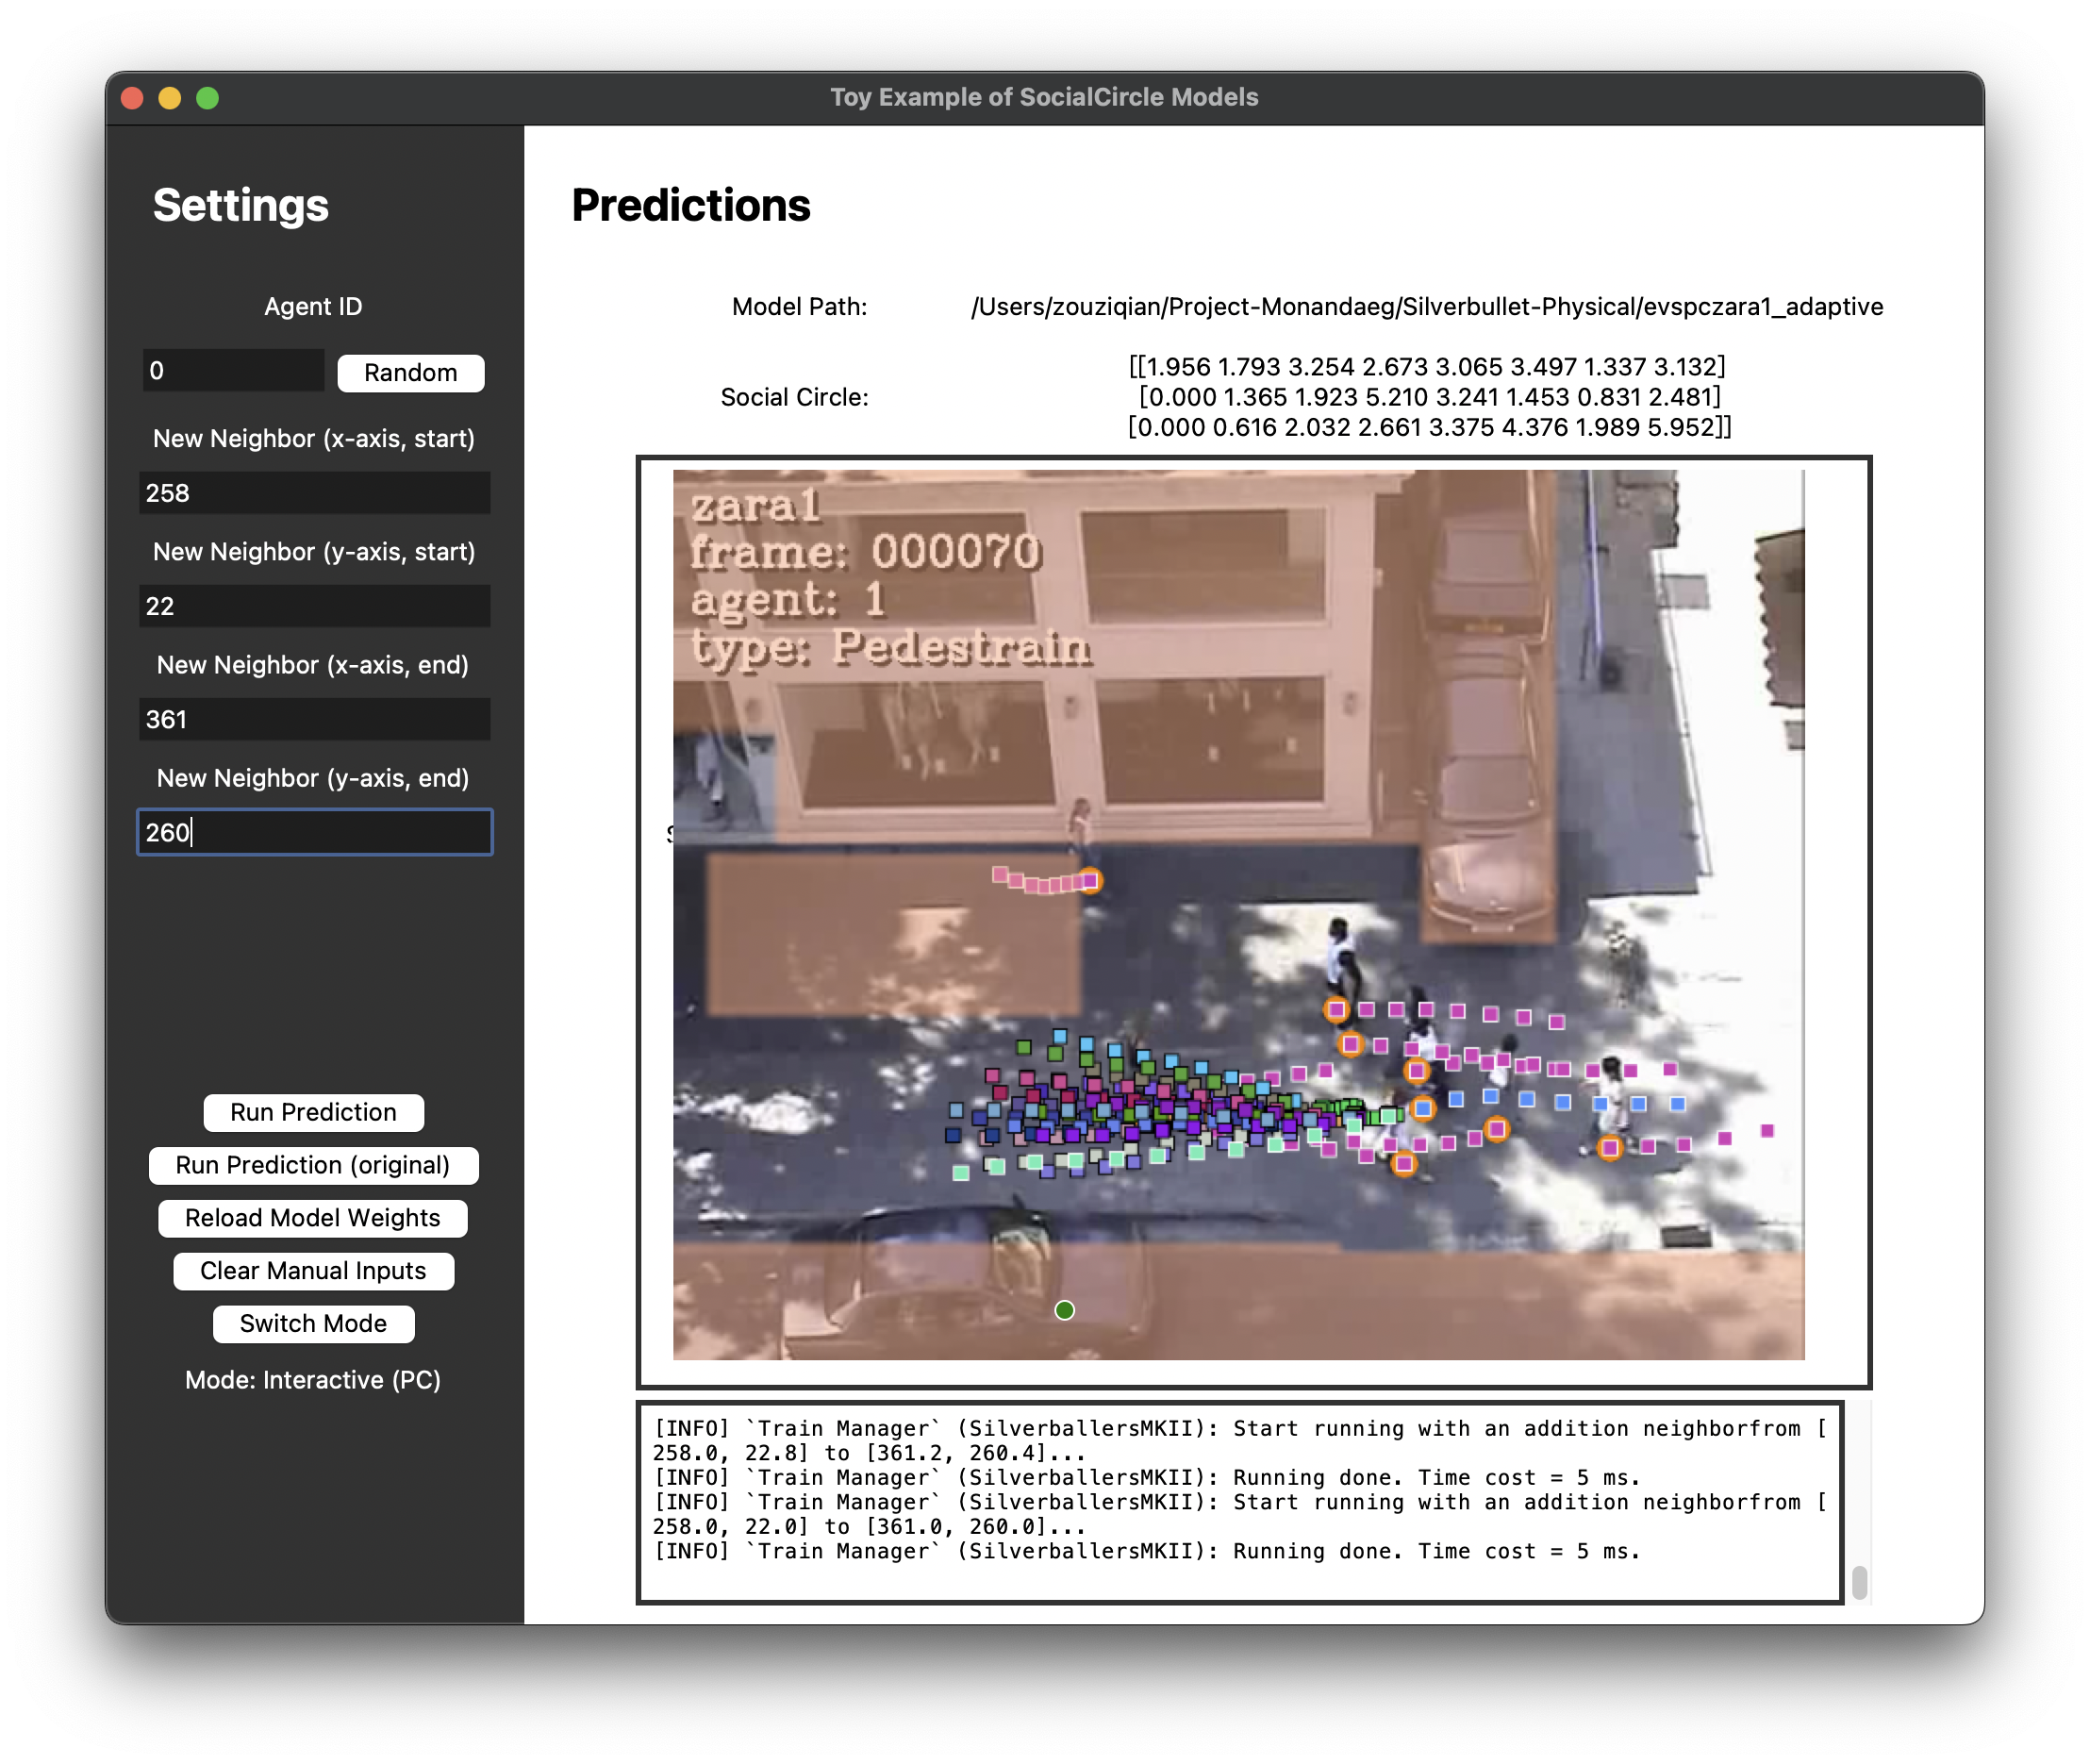 Toy Example of SocialCircle Models
Settings
Agent ID
0
Random
New Neighbor (x-axis, start)
258
New Neighbor (y-axis, start)
22
New Neighbor (x-axis, end)
361
New Neighbor (y-axis, end)
260
Run Prediction
Run Prediction (original)
Reload Model Weights
Clear Manual Inputs
Switch Mode
Mode: Interactive (PC)
Predictions
Model Path: /Users/zouziqian/Project-Monandaeg/Silverbullet-Physical/evspczara1_adaptive
Social Circle:
[[1.956 1.793 3.254 2.673 3.065 3.497 1.337 3.132]
[0.000 1.365 1.923 5.210 3.241 1.453 0.831 2.481]
[0.000 0.616 2.032 2.661 3.375 4.376 1.989 5.952]]
zara1
frame: 000070
agent: 1
type: Pedestrain
[INFO] `Train Manager` (SilverballersMKII): Start running with an addition neighborfrom [
258.0, 22.8] to [361.2, 260.4]...
[INFO] `Train Manager` (SilverballersMKII): Running done. Time cost = 5 ms.
[INFO] `Train Manager` (SilverballersMKII): Start running with an addition neighborfrom [
258.0, 22.0] to [361.0, 260.0]...
[INFO] `Train Manager` (SilverballersMKII): Running done. Time cost = 5 ms.